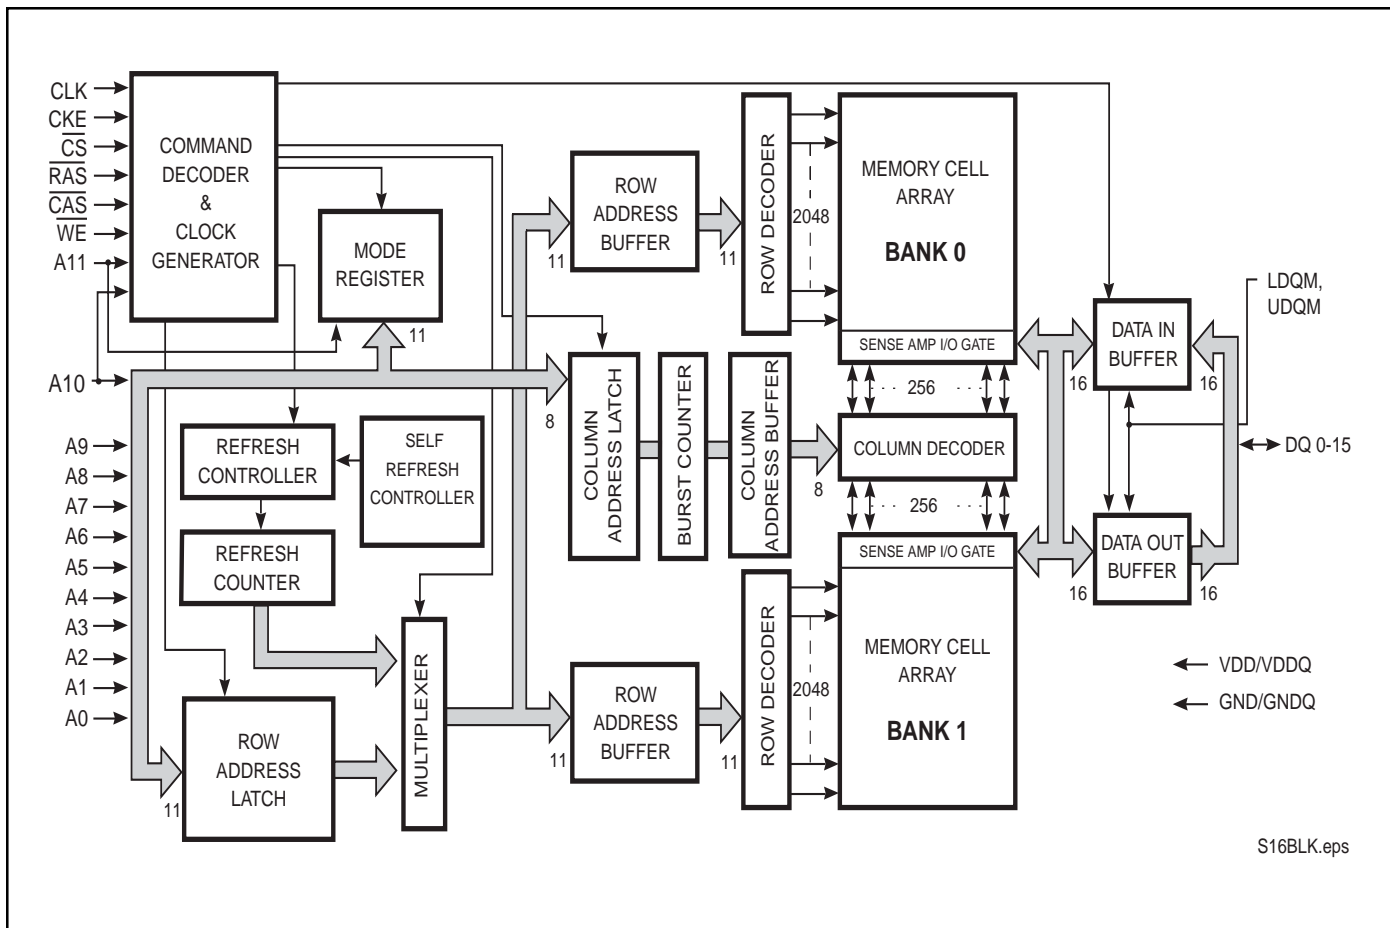 CLK
CKE
CS
RAS
CAS
WE
A11
A10
A9
A8
A7
A6
A5
A4
A3
A2
A1
A0
COMMAND
DECODER
&
CLOCK
GENERATOR
MODE
REGISTER
11
REFRESH
CONTROLLER
SELF
REFRESH
CONTROLLER
REFRESH
COUNTER
ROW
ADDRESS
LATCH
11
MULTIPLEXER
ROW
ADDRESS
BUFFER
11
11
ROW DECODER
2048
MEMORY CELL
ARRAY
BANK 0
SENSE AMP I/O GATE
8
COLUMN
ADDRESS LATCH
BURST COUNTER
COLUMN
ADDRESS BUFFER
8
256
COLUMN DECODER
256
ROW
ADDRESS
BUFFER
11
11
ROW DECODER
2048
SENSE AMP I/O GATE
MEMORY CELL
ARRAY
BANK 1
LDQM,
UDQM
DATA IN
BUFFER
16
16
DQ 0-15
DATA OUT
BUFFER
16
16
VDD/VDDQ
GND/GNDQ
S16BLK.eps